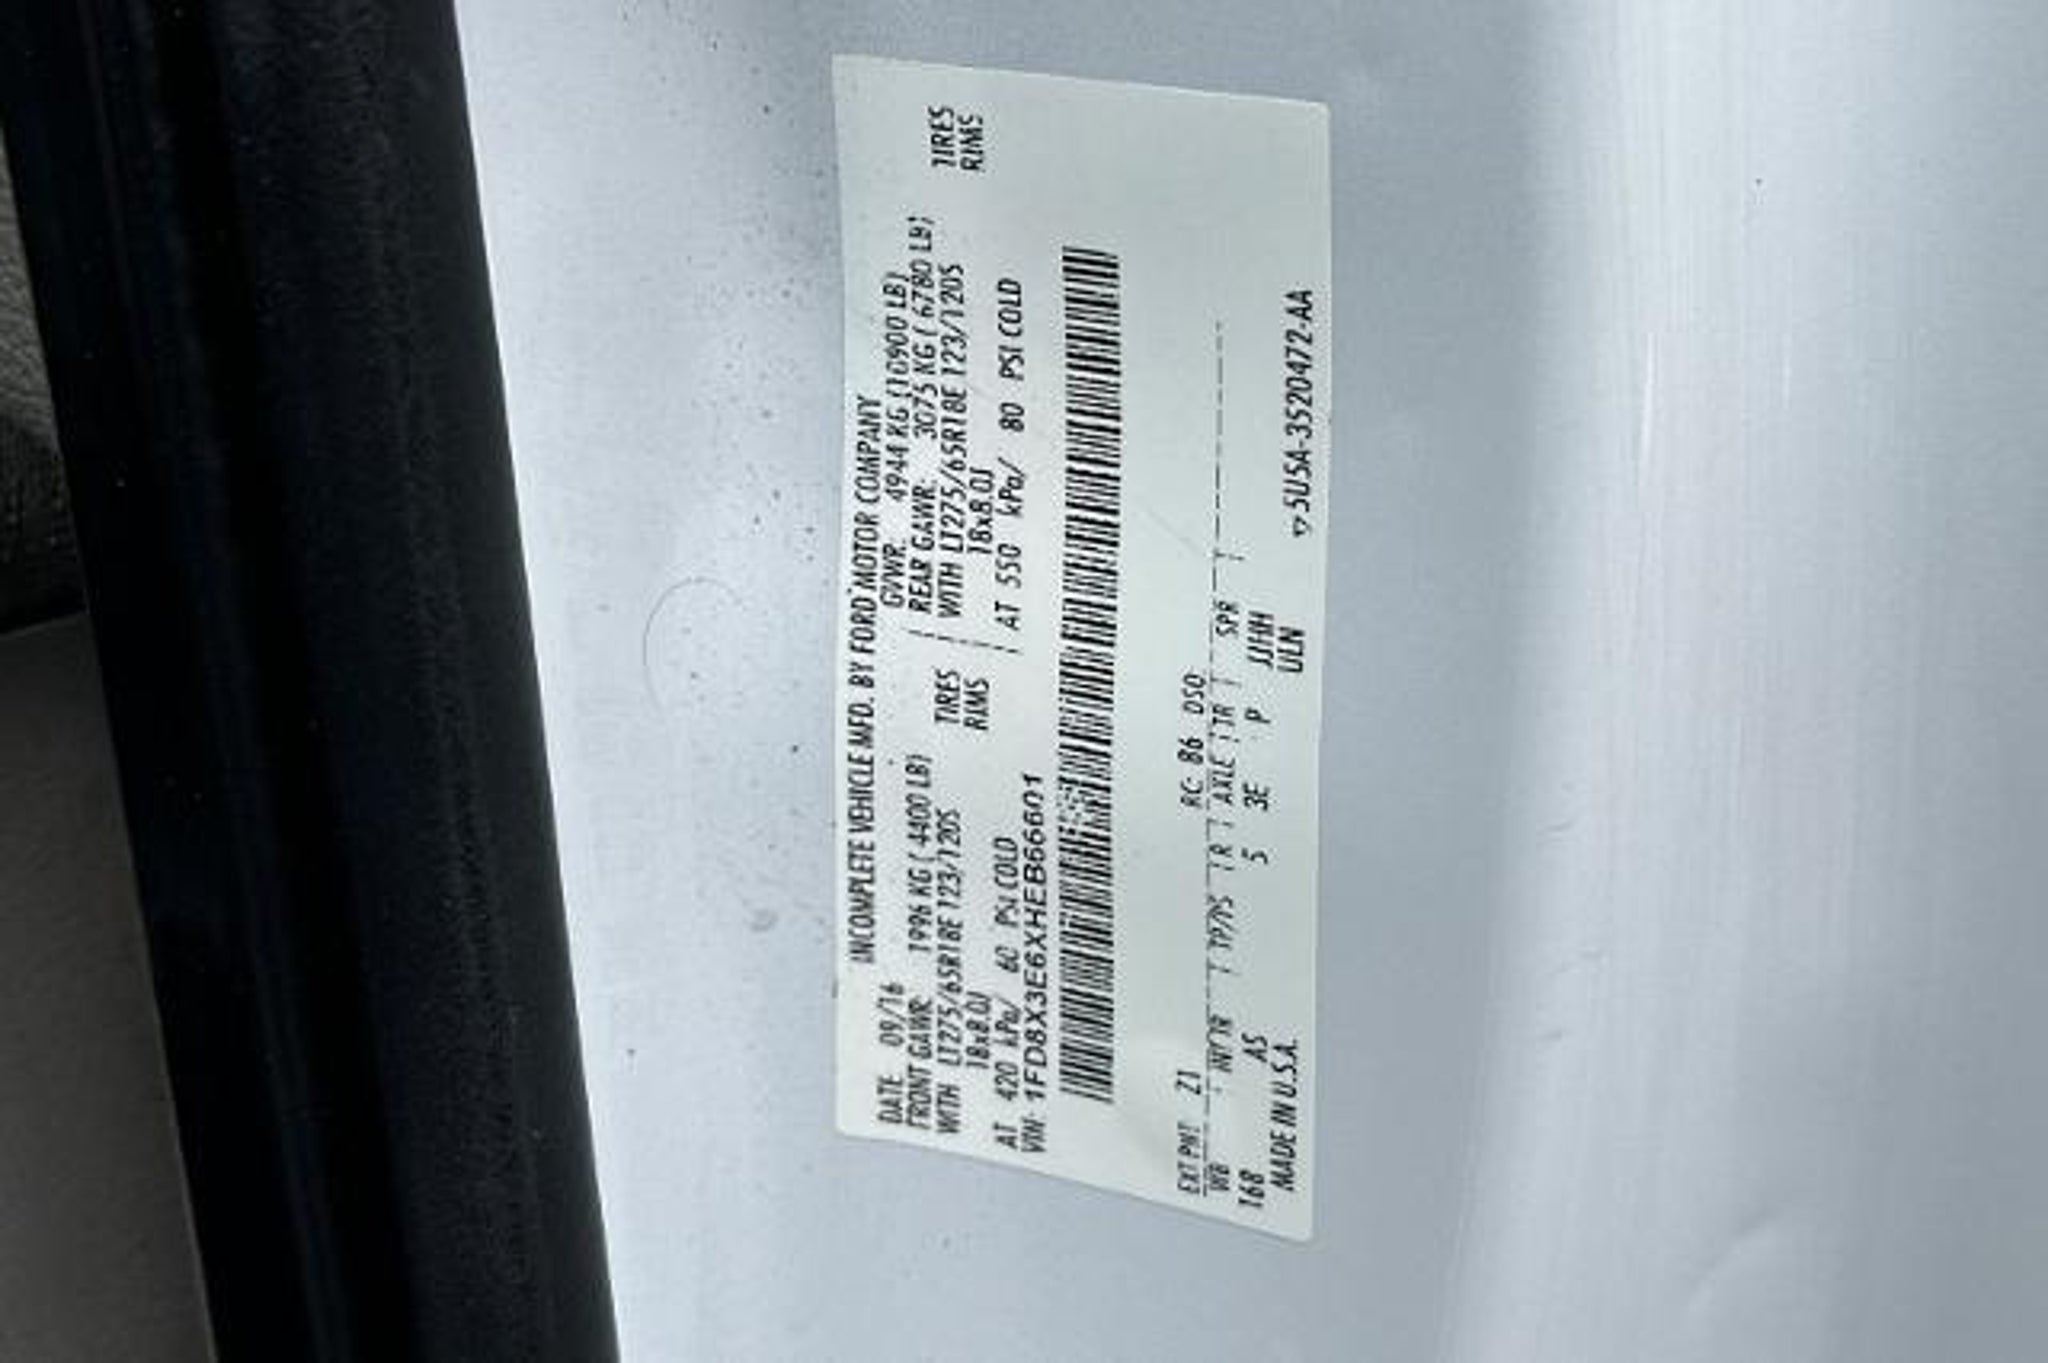 INCOMPLETE VEHICLE MFD. BY FORD MOTOR COMPANY
DATE: 09/16 GVWR: 4944 KG (10900 LB)
FRONT GAWR: 1996 KG ( 4400 LB) REAR GAWR: 3075 KG ( 6780 LB)
WITH LT275/65R18E 123/120S TIRES WITH LT275/65R18E 123/120S TIRES
18x8.0J RIMS 18x8.0J RIMS
AT 420 kPa/ 60 PSI COLD AT 550 kPa/ 80 PSI COLD
VIN: 1FD8X3E6XHEB66601
EXT PNT: Z1 RC: 86 DSO:
WB INT TR TP/PS R AXLE TR SPR
168 AS 5 3E P JJHH
MADE IN U.S.A. ULN
5U5A-3520472-AA